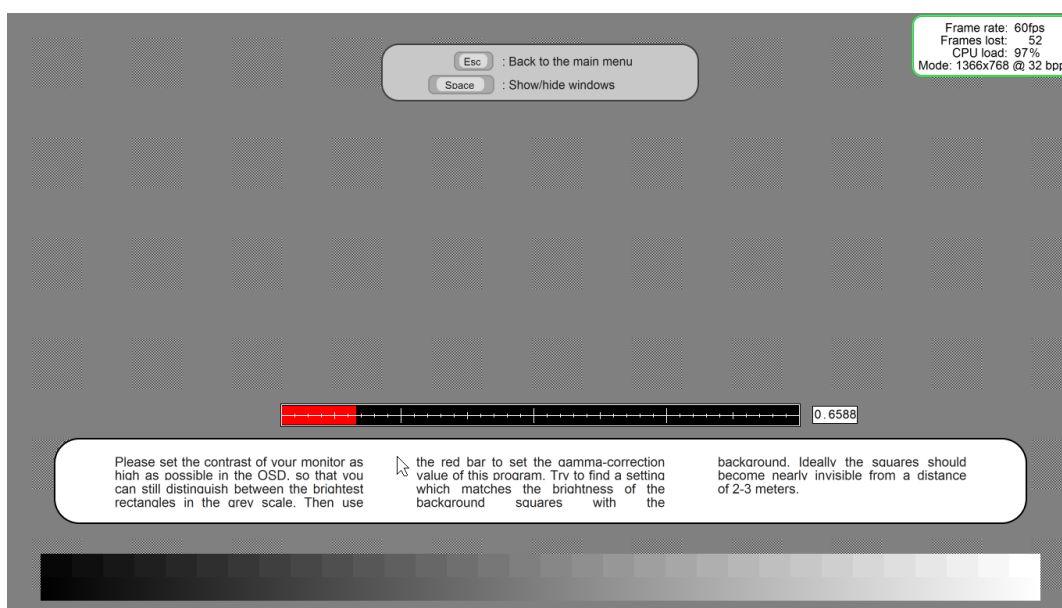 Frame rate: 60fps
Frames lost: 52
CPU load: 97%
Mode: 1366x768 @ 32 bpp
Esc : Back to the main menu
Space : Show/hide windows
0.6588
Please set the contrast of your monitor as
high as possible in the OSD, so that you
can still distinguish between the brightest
rectangles in the grey scale. Then use
the red bar to set the gamma-correction
value of this program. Try to find a setting
which matches the brightness of the
background squares with the
background. Ideally the squares should
become nearly invisible from a distance
of 2-3 meters.